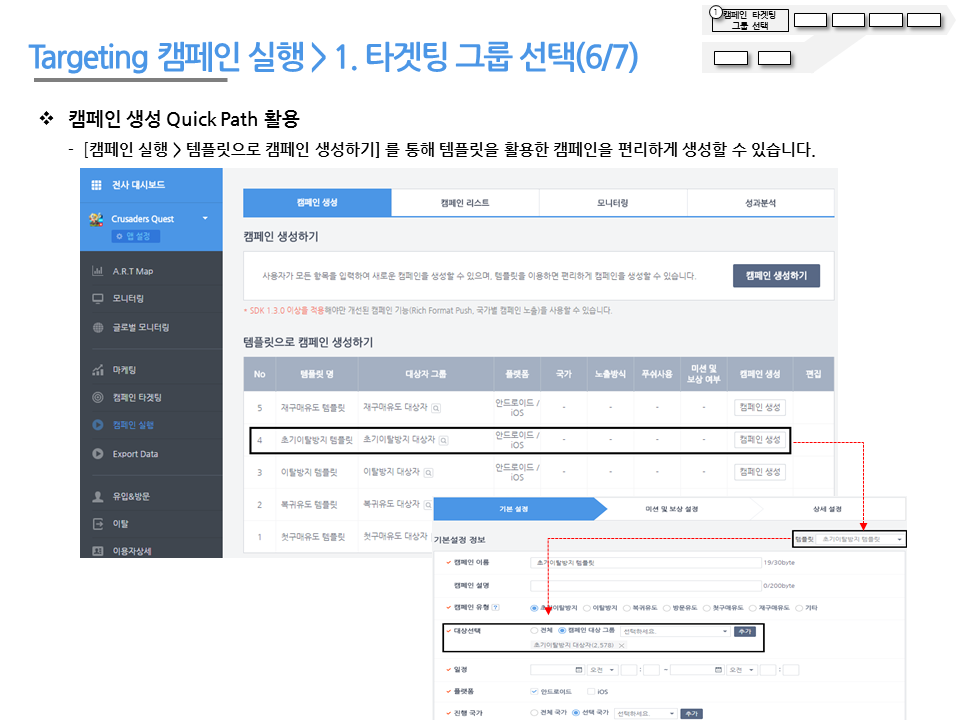 ① 캠페인 타겟팅
그룹 선택
Targeting 캠페인 실행 > 1. 타겟팅 그룹 선택(6/7)
❖ 캠페인 생성 Quick Path 활용
- [캠페인 실행 > 템플릿으로 캠페인 생성하기] 를 통해 템플릿을 활용한 캠페인을 편리하게 생성할 수 있습니다.
전사 대시보드
Crusaders Quest
앱 설정
A.R.T Map
모니터링
글로벌 모니터링
마케팅
캠페인 타겟팅
캠페인 실행
Export Data
유입&방문
이탈
이용자상세
캠페인 생성 캠페인 리스트 모니터링 성과분석
캠페인 생성하기
사용자가 모든 항목을 입력하여 새로운 캠페인을 생성할 수 있으며, 템플릿을 이용하면 편리하게 캠페인을 생성할 수 있습니다. 캠페인 생성하기
* SDK 1.3.0 이상을 적용해야만 개선된 캠페인 기능(Rich Format Push, 국가별 캠페인 노출)을 사용할 수 있습니다.
템플릿으로 캠페인 생성하기
No 템플릿 명 대상자 그룹 플랫폼 국가 노출방식 푸쉬사용 미션 및 보상 여부 캠페인 생성 편집
5 재구매유도 템플릿 재구매유도 대상자 안드로이드 / iOS - - - - 캠페인 생성
4 초기이탈방지 템플릿 초기이탈방지 대상자 안드로이드 / iOS - - - - 캠페인 생성
3 이탈방지 템플릿 이탈방지 대상자 안드로이드 / iOS - - - - 캠페인 생성
2 복귀유도 템플릿 복귀유도 대상자
1 첫구매유도 템플릿 첫구매유도 대상자
기본 설정 미션 및 보상 설정 상세 설정
기본설정 정보 템플릿 초기이탈방지 템플릿
캠페인 이름 초기이탈방지 템플릿 19/30byte
캠페인 설명 0/200byte
캠페인 유형 ? 초기이탈방지 이탈방지 복귀유도 방문유도 첫구매유도 재구매유도 기타
대상선택 전체 캠페인 대상 그룹 선택하세요. 추가
초기이탈방지 대상자(2,578) ×
일정 오전 : ~ 오전 :
플랫폼 안드로이드 iOS
진행 국가 전체 국가 선택 국가 선택하세요. 추가